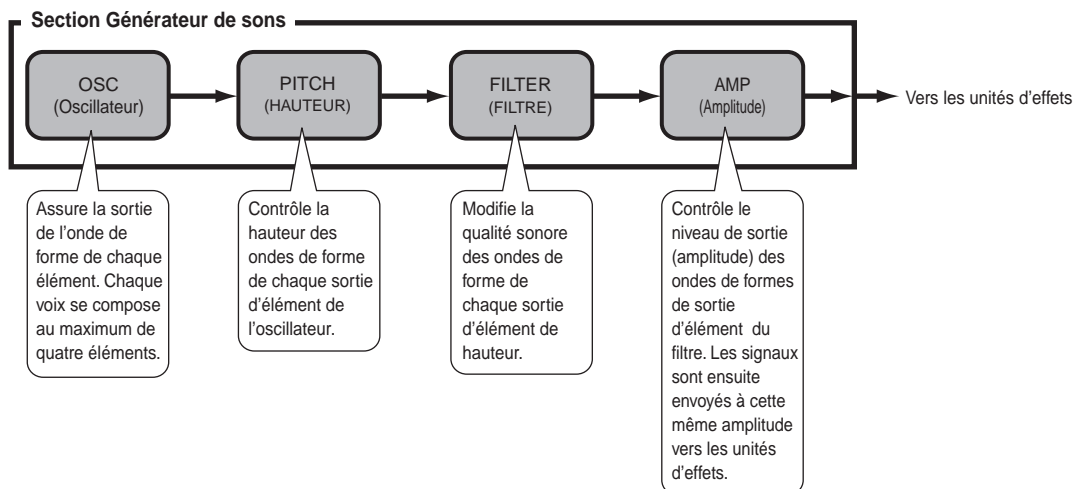 Section Générateur de sons
OSC
(Oscillateur)
PITCH
(HAUTEUR)
FILTER
(FILTRE)
AMP
(Amplitude)
Vers les unités d'effets
Assure la sortie
de l'onde de
forme de chaque
élément. Chaque
voix se compose
au maximum de
quatre éléments.
Contrôle la
hauteur des
ondes de forme
de chaque sortie
d'élément de
l'oscillateur.
Modifie la
qualité sonore
des ondes de
forme de
chaque sortie
d'élément de
hauteur.
Contrôle le
niveau de sortie
(amplitude) des
ondes de formes
de sortie
d'élément du
filtre. Les signaux
sont ensuite
envoyés à cette
même amplitude
vers les unités
d'effets.